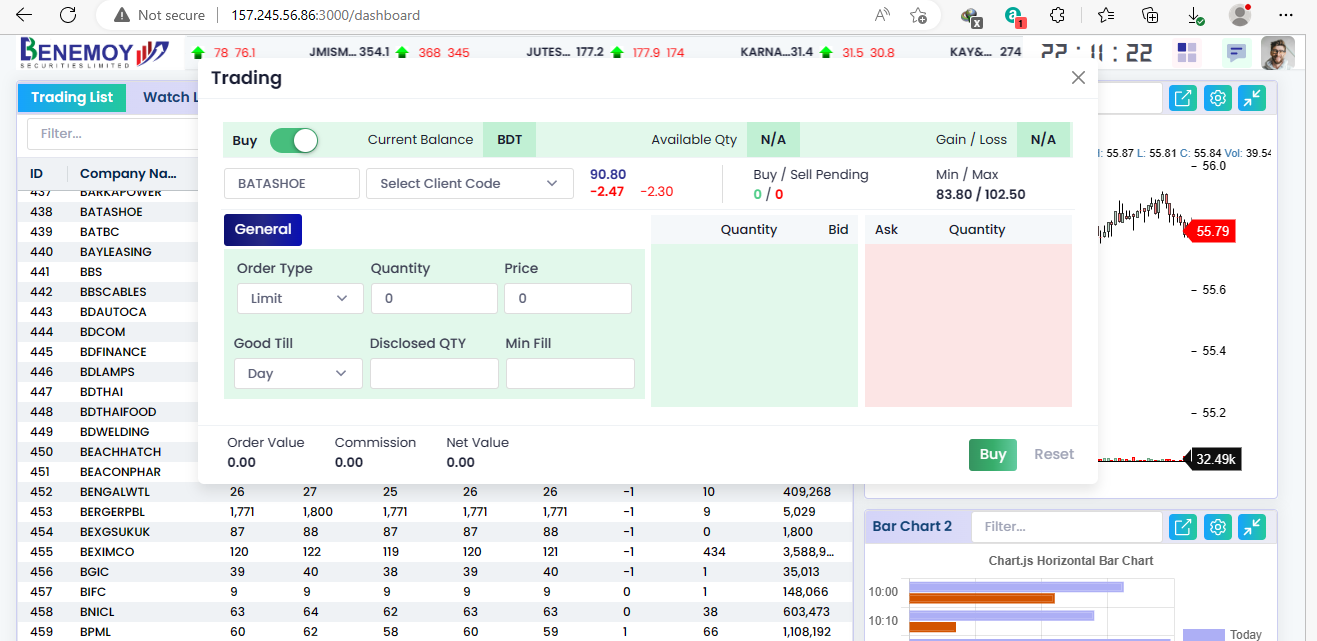 Not secure 157.245.56.86:3000/dashboard
BENEMOY
SECURITIES LIMITED
78 76.1 JMISM... 354.1 368 345 JUTES... 177.2 177.9 174 KARNA...31.4 31.5 30.8 KAY&... 274 22:11:22
Trading
Trading List
Watch L
Filter...
Buy Current Balance BDT Available Qty N/A Gain / Loss N/A
BATASHOE Select Client Code
90.80
-2.47 -2.30
Buy / Sell Pending
0 / 0
Min / Max
83.80 / 102.50
General
Order Type Quantity Price
Limit 0 0
Good Till Disclosed QTY Min Fill
Day
Quantity Bid Ask Quantity
Order Value Commission Net Value
0.00 0.00 0.00
Buy Reset
ID Company Na...
437 BARKAPOWER
438 BATASHOE
439 BATBC
440 BAYLEASING
441 BBS
442 BBSCABLES
443 BDAUTOCA
444 BDCOM
445 BDFINANCE
446 BDLAMPS
447 BDTHAI
448 BDTHAIFOOD
449 BDWELDING
450 BEACHHATCH
451 BEACONPHAR
452 BENGALWTL 26 27 25 26 26 -1 10 409,268
453 BERGERPBL 1,771 1,800 1,771 1,771 1,771 -1 9 5,029
454 BEXGSUKUK 87 88 87 87 88 -1 0 1,800
455 BEXIMCO 120 122 119 120 121 -1 434 3,588,9...
456 BGIC 39 40 38 39 40 -1 1 35,013
457 BIFC 9 9 9 9 9 0 1 148,066
458 BNICL 63 64 62 63 63 0 38 603,473
459 BPML 60 62 58 60 59 1 66 1,108,192
55.87 L: 55.81 C: 55.84 Vol: 39.54
56.0
55.79
55.6
55.4
55.2
32.49k
Bar Chart 2
Filter...
Chart.js Horizontal Bar Chart
10:00
10:10
Today